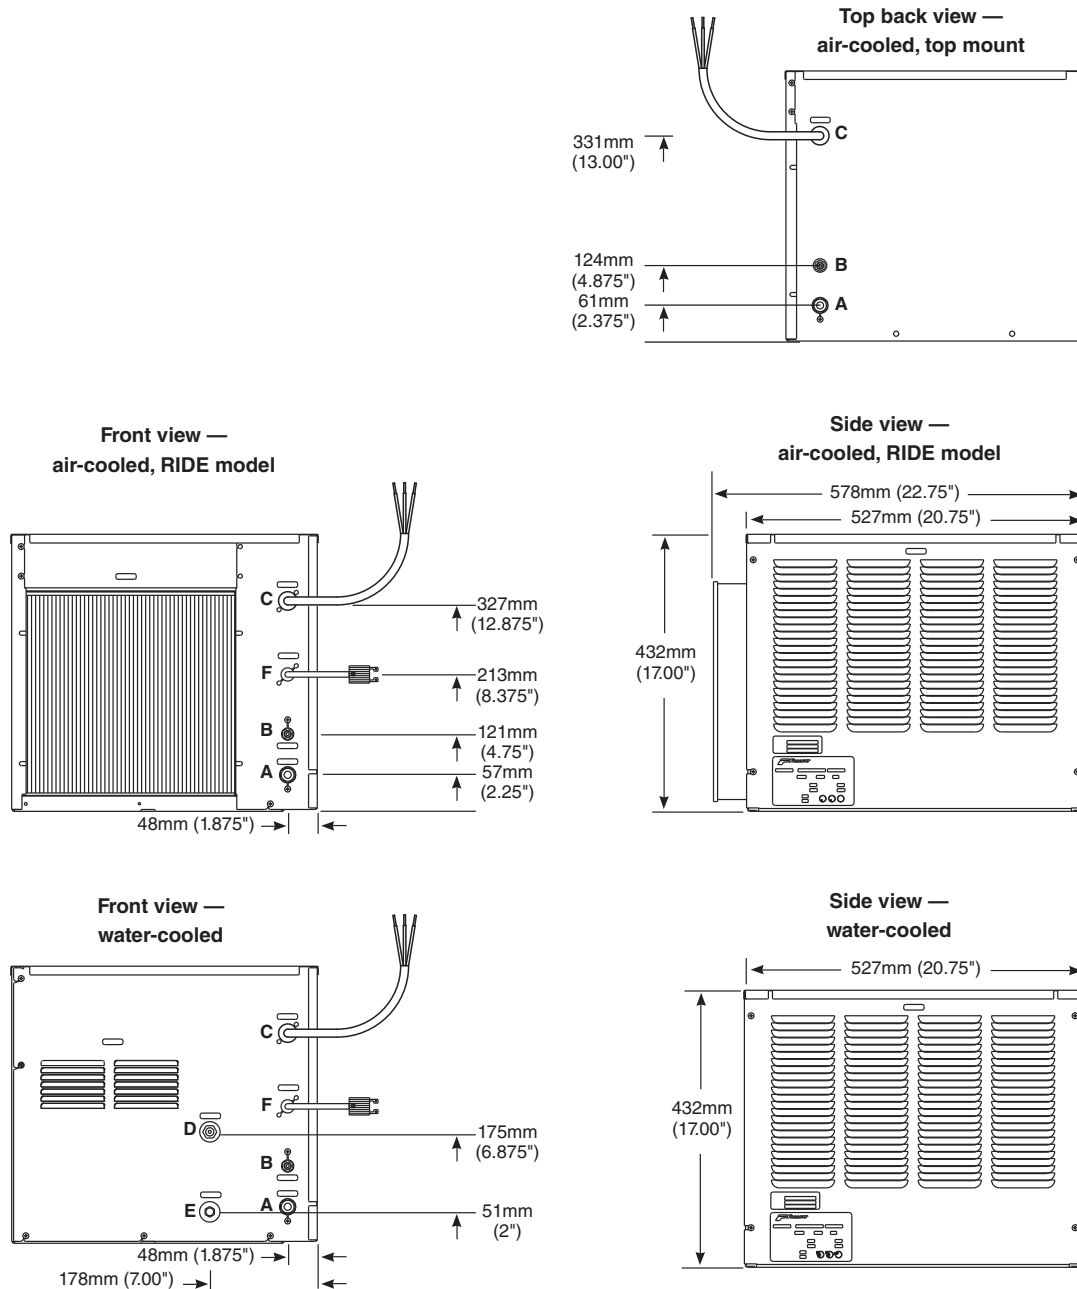 Top back view —
air-cooled, top mount
C
331mm
(13.00")
124mm
(4.875")
B
61mm
(2.375")
A
Front view —
air-cooled, RIDE model
C
327mm
(12.875")
F
213mm
(8.375")
B
121mm
(4.75")
A
57mm
(2.25")
48mm (1.875")
Side view —
air-cooled, RIDE model
578mm (22.75")
527mm (20.75")
432mm
(17.00")
Front view —
water-cooled
C
F
D
175mm
(6.875")
B
E
A
51mm
(2")
48mm (1.875")
178mm (7.00")
Side view —
water-cooled
527mm (20.75")
432mm
(17.00")